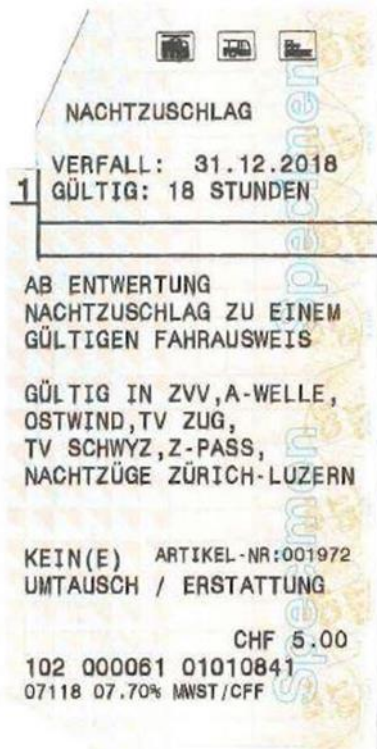 NACHTZUSCHLAG
VERFALL: 31.12.2018
1 GÜLTIG: 18 STUNDEN
AB ENTWERTUNG
NACHTZUSCHLAG ZU EINEM
GÜLTIGEN FAHRAUSWEIS
GÜLTIG IN ZVV,A-WELLE,
OSTWIND,TV ZUG,
TV SCHWYZ,Z-PASS,
NACHTZÜGE ZÜRICH-LUZERN
KEIN(E) ARTIKEL-NR:001972
UMTAUSCH / ERSTATTUNG
CHF 5.00
102 000061 01010841
07118 07.70% MWST/CFF
Specimen
Specimen